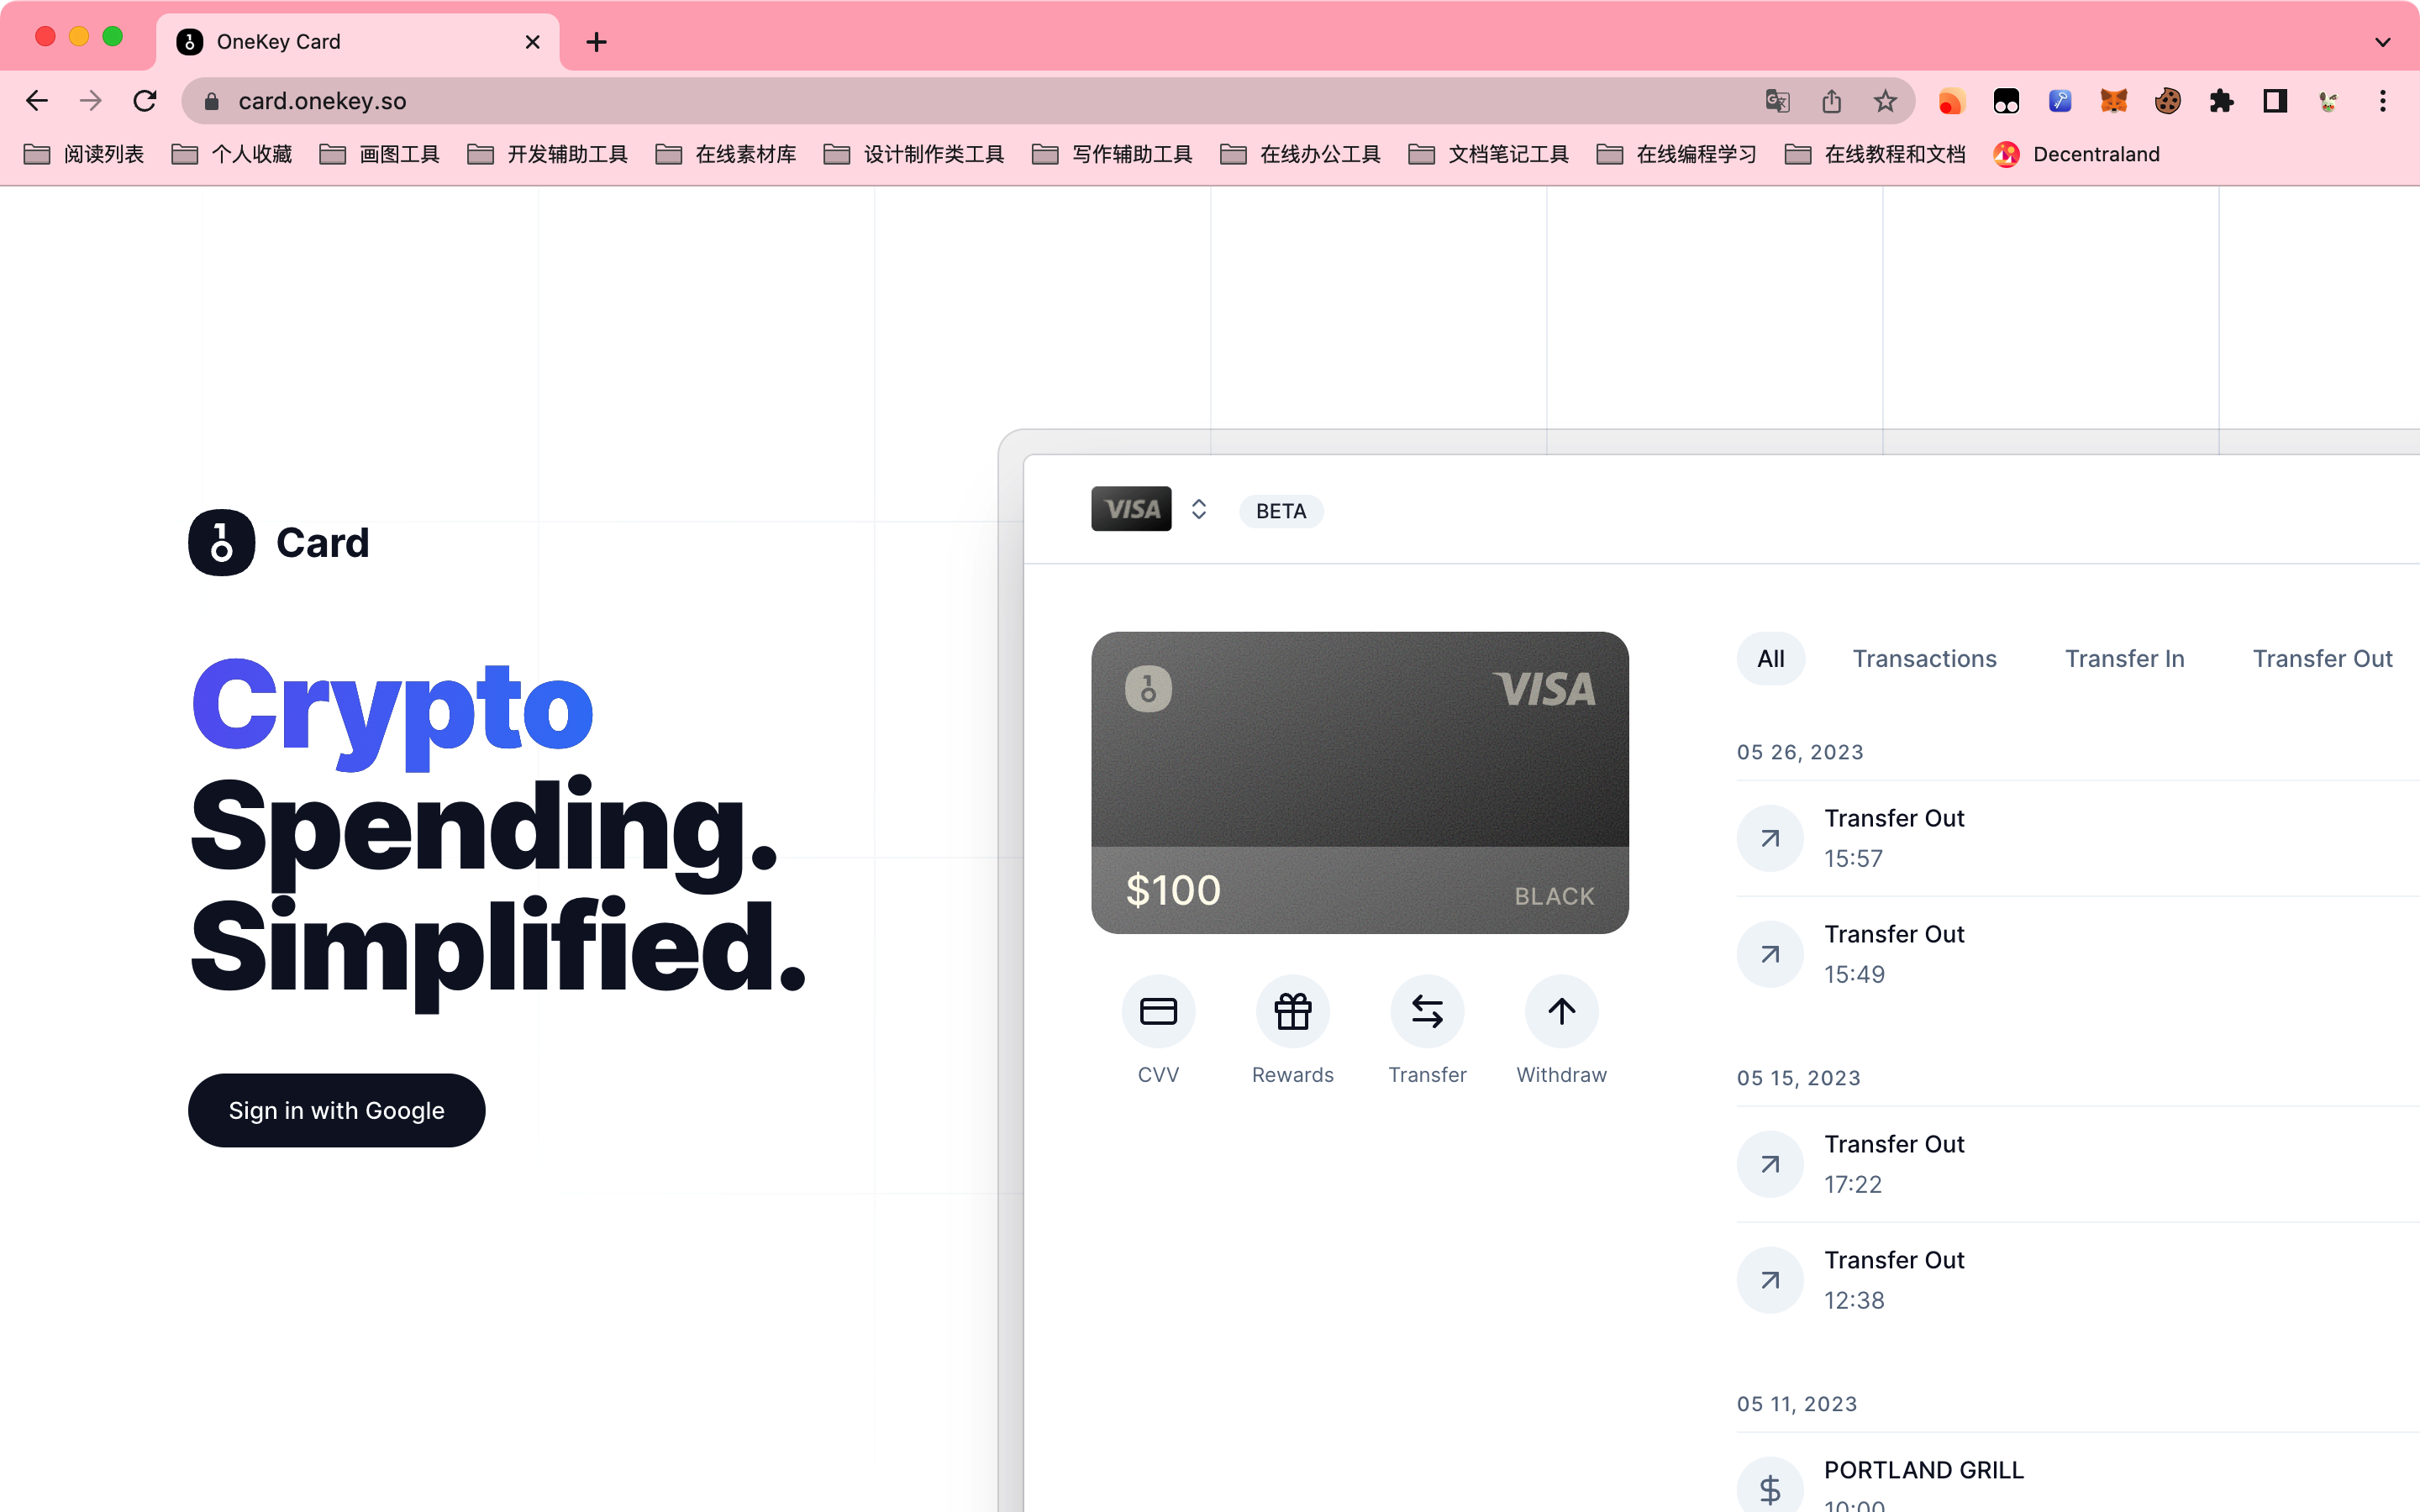 OneKey Card
card.onekey.so
阅读列表
个人收藏
画图工具
开发辅助工具
在线素材库
设计制作类工具
写作辅助工具
在线办公工具
文档笔记工具
在线编程学习
在线教程和文档
Decentraland
Card
Crypto
Spending.
Simplified.
Sign in with Google
VISA
BETA
VISA
$100
BLACK
CVV
Rewards
Transfer
Withdraw
All
Transactions
Transfer In
Transfer Out
05 26, 2023
Transfer Out
15:57
Transfer Out
15:49
05 15, 2023
Transfer Out
17:22
Transfer Out
12:38
05 11, 2023
PORTLAND GRILL
10:00